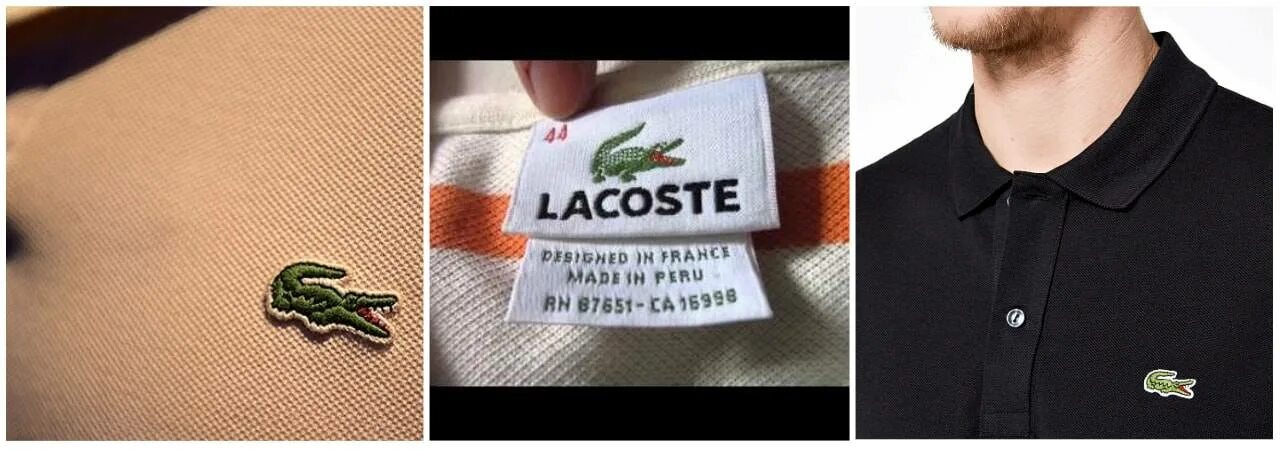 44
LACOSTE
DESIGNED IN FRANCE
MADE IN PERU
RN 87651 - CA 16998